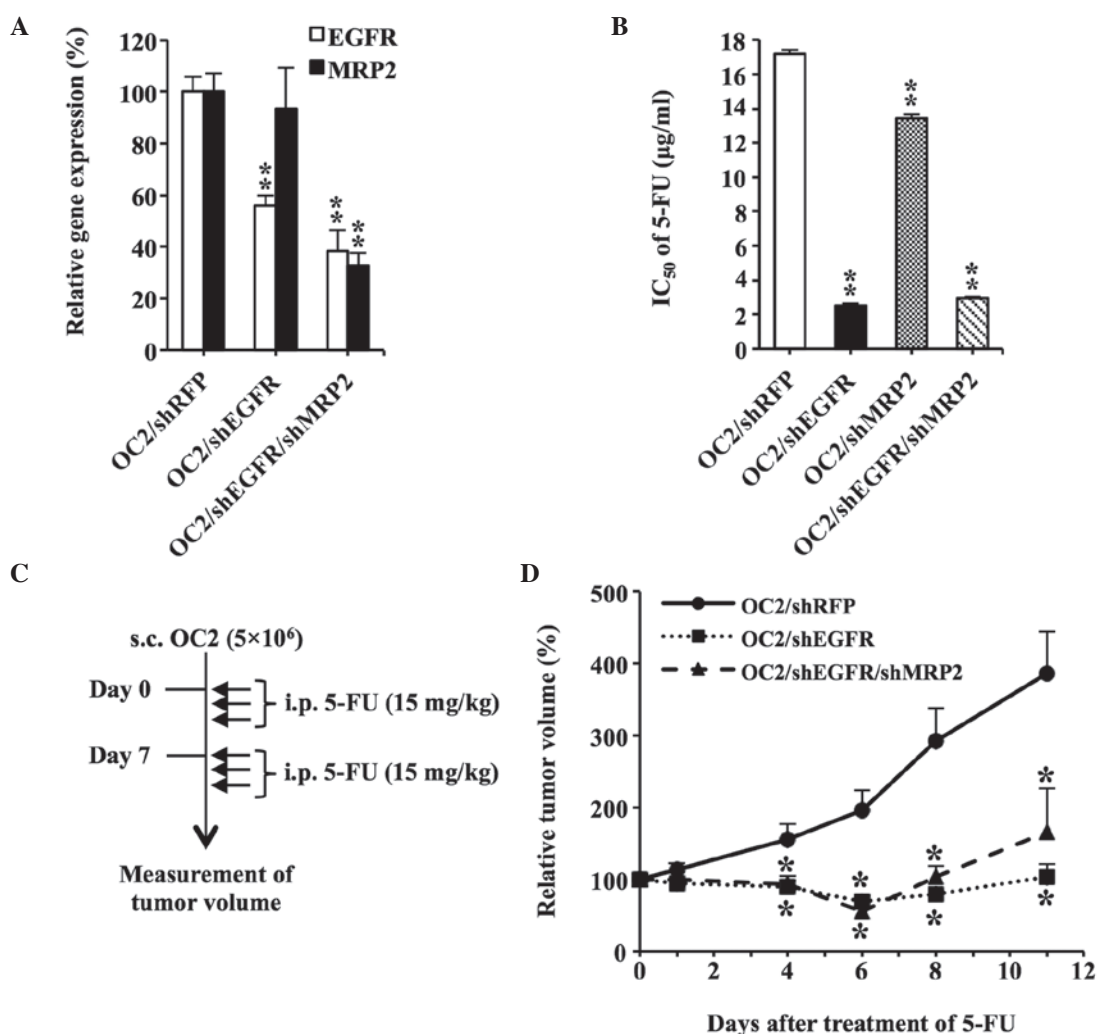 A
Relative gene expression (%)
120
100
80
60
40
20
0
EGFR
MRP2
**
**
**
OC2/shRFP
OC2/shEGFR
OC2/shEGFR/shMRP2
B
IC50 of 5-FU (µg/ml)
18
16
14
12
10
8
6
4
2
0
**
**
**
OC2/shRFP
OC2/shEGFR
OC2/shMRP2
OC2/shEGFR/shMRP2
C
s.c. OC2 (5×10⁶)
Day 0
i.p. 5-FU (15 mg/kg)
Day 7
i.p. 5-FU (15 mg/kg)
Measurement of
tumor volume
D
Relative tumor volume (%)
500
400
300
200
100
0
OC2/shRFP
OC2/shEGFR
OC2/shEGFR/shMRP2
* * * *
* * * *
0 2 4 6 8 10 12
Days after treatment of 5-FU